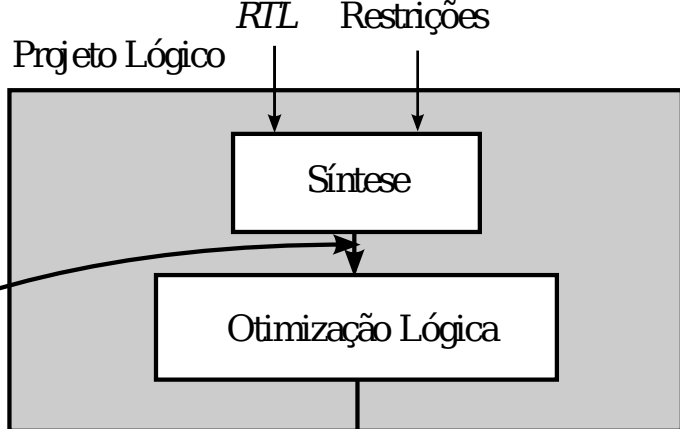 RTL Restrições
Projeto Lógico
Síntese
Otimização Lógica